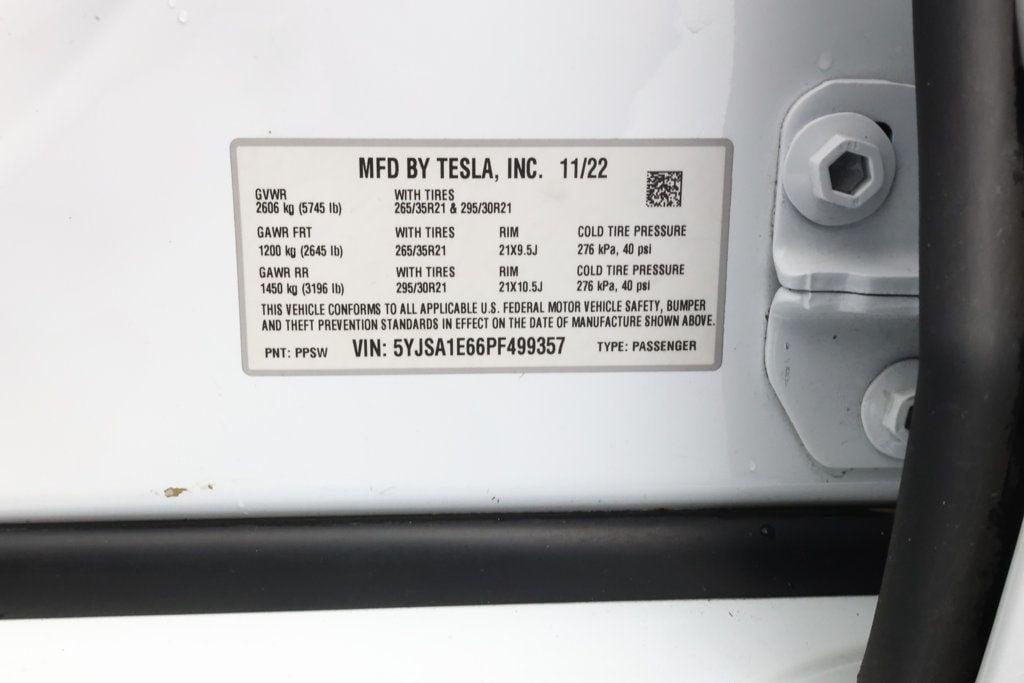 MFD BY TESLA, INC. 11/22
GVWR WITH TIRES
2606 kg (5745 lb) 265/35R21 & 295/30R21
GAWR FRT WITH TIRES RIM COLD TIRE PRESSURE
1200 kg (2645 lb) 265/35R21 21X9.5J 276 kPa, 40 psi
GAWR RR WITH TIRES RIM COLD TIRE PRESSURE
1450 kg (3196 lb) 295/30R21 21X10.5J 276 kPa, 40 psi
THIS VEHICLE CONFORMS TO ALL APPLICABLE U.S. FEDERAL MOTOR VEHICLE SAFETY, BUMPER
AND THEFT PREVENTION STANDARDS IN EFFECT ON THE DATE OF MANUFACTURE SHOWN ABOVE.
PNT: PPSW VIN: 5YJSA1E66PF499357 TYPE: PASSENGER